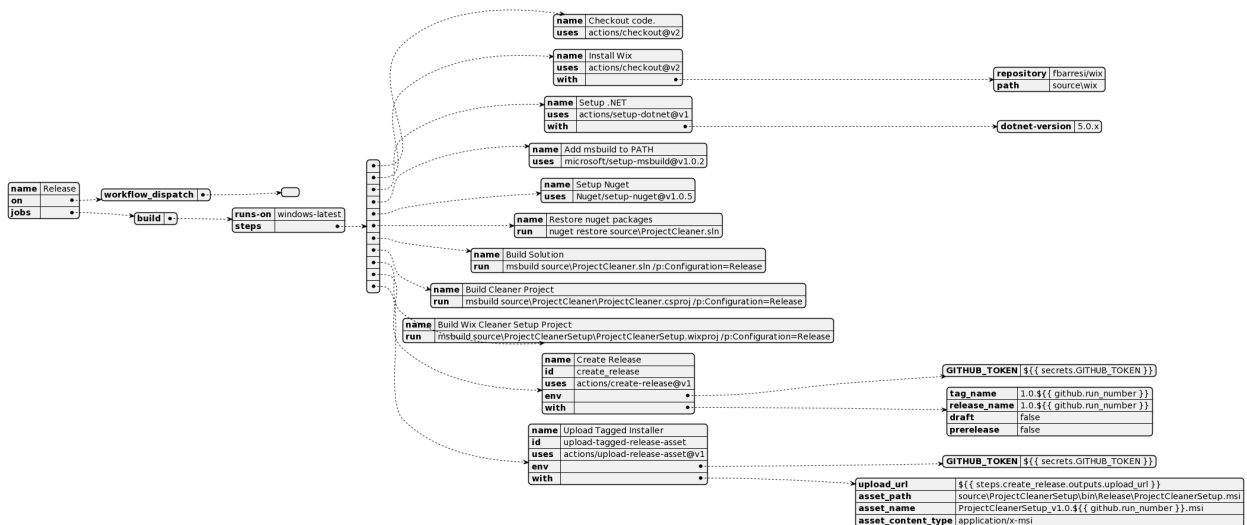 name Checkout code.
uses actions/checkout@v2
name Install Wix
uses actions/checkout@v2
with
repository fbarresi/wix
path source\wix
name Setup .NET
uses actions/setup-dotnet@v1
with
dotnet-version 5.0.x
name Add msbuild to PATH
uses microsoft/setup-msbuild@v1.0.2
name Release
on
jobs
workflow_dispatch
build
runs-on windows-latest
steps
name Setup Nuget
uses Nuget/setup-nuget@v1.0.5
name Restore nuget packages
run nuget restore source\ProjectCleaner.sln
name Build Solution
run msbuild source\ProjectCleaner.sln /p:Configuration=Release
name Build Cleaner Project
run msbuild source\ProjectCleaner\ProjectCleaner.csproj /p:Configuration=Release
name Build Wix Cleaner Setup Project
run msbuild source\ProjectCleanerSetup\ProjectCleanerSetup.wixproj /p:Configuration=Release
name Create Release
id create_release
uses actions/create-release@v1
env
with
GITHUB_TOKEN ${{ secrets.GITHUB_TOKEN }}
tag_name 1.0.${{ github.run_number }}
release_name 1.0.${{ github.run_number }}
draft false
prerelease false
name Upload Tagged Installer
id upload-tagged-release-asset
uses actions/upload-release-asset@v1
env
with
GITHUB_TOKEN ${{ secrets.GITHUB_TOKEN }}
upload_url ${{ steps.create_release.outputs.upload_url }}
asset_path source\ProjectCleanerSetup\bin\Release\ProjectCleanerSetup.msi
asset_name ProjectCleanerSetup_v1.0.${{ github.run_number }}.msi
asset_content_type application/x-msi